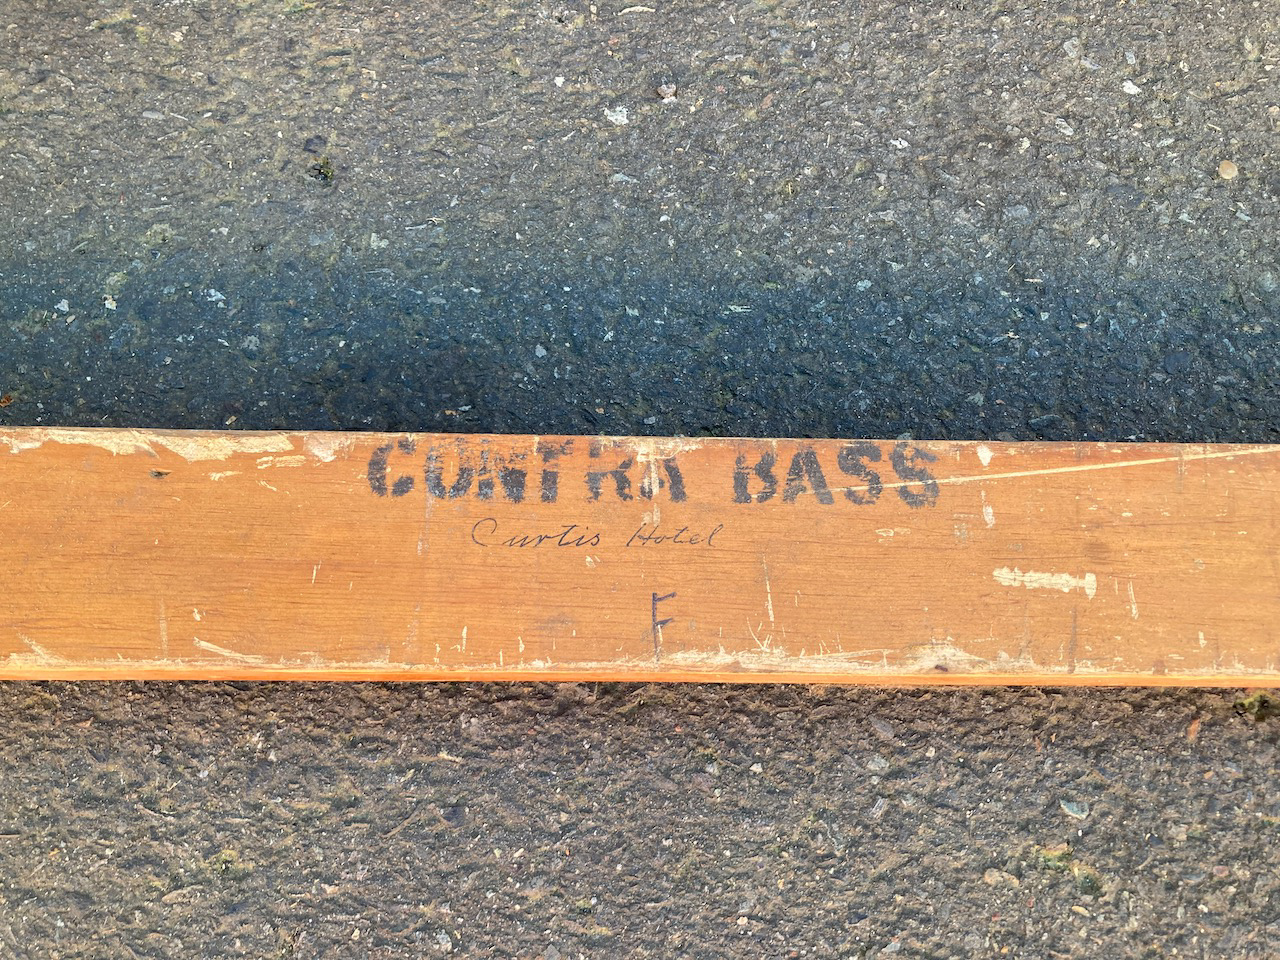 CONTRA BASS
Curtis Hotel
F